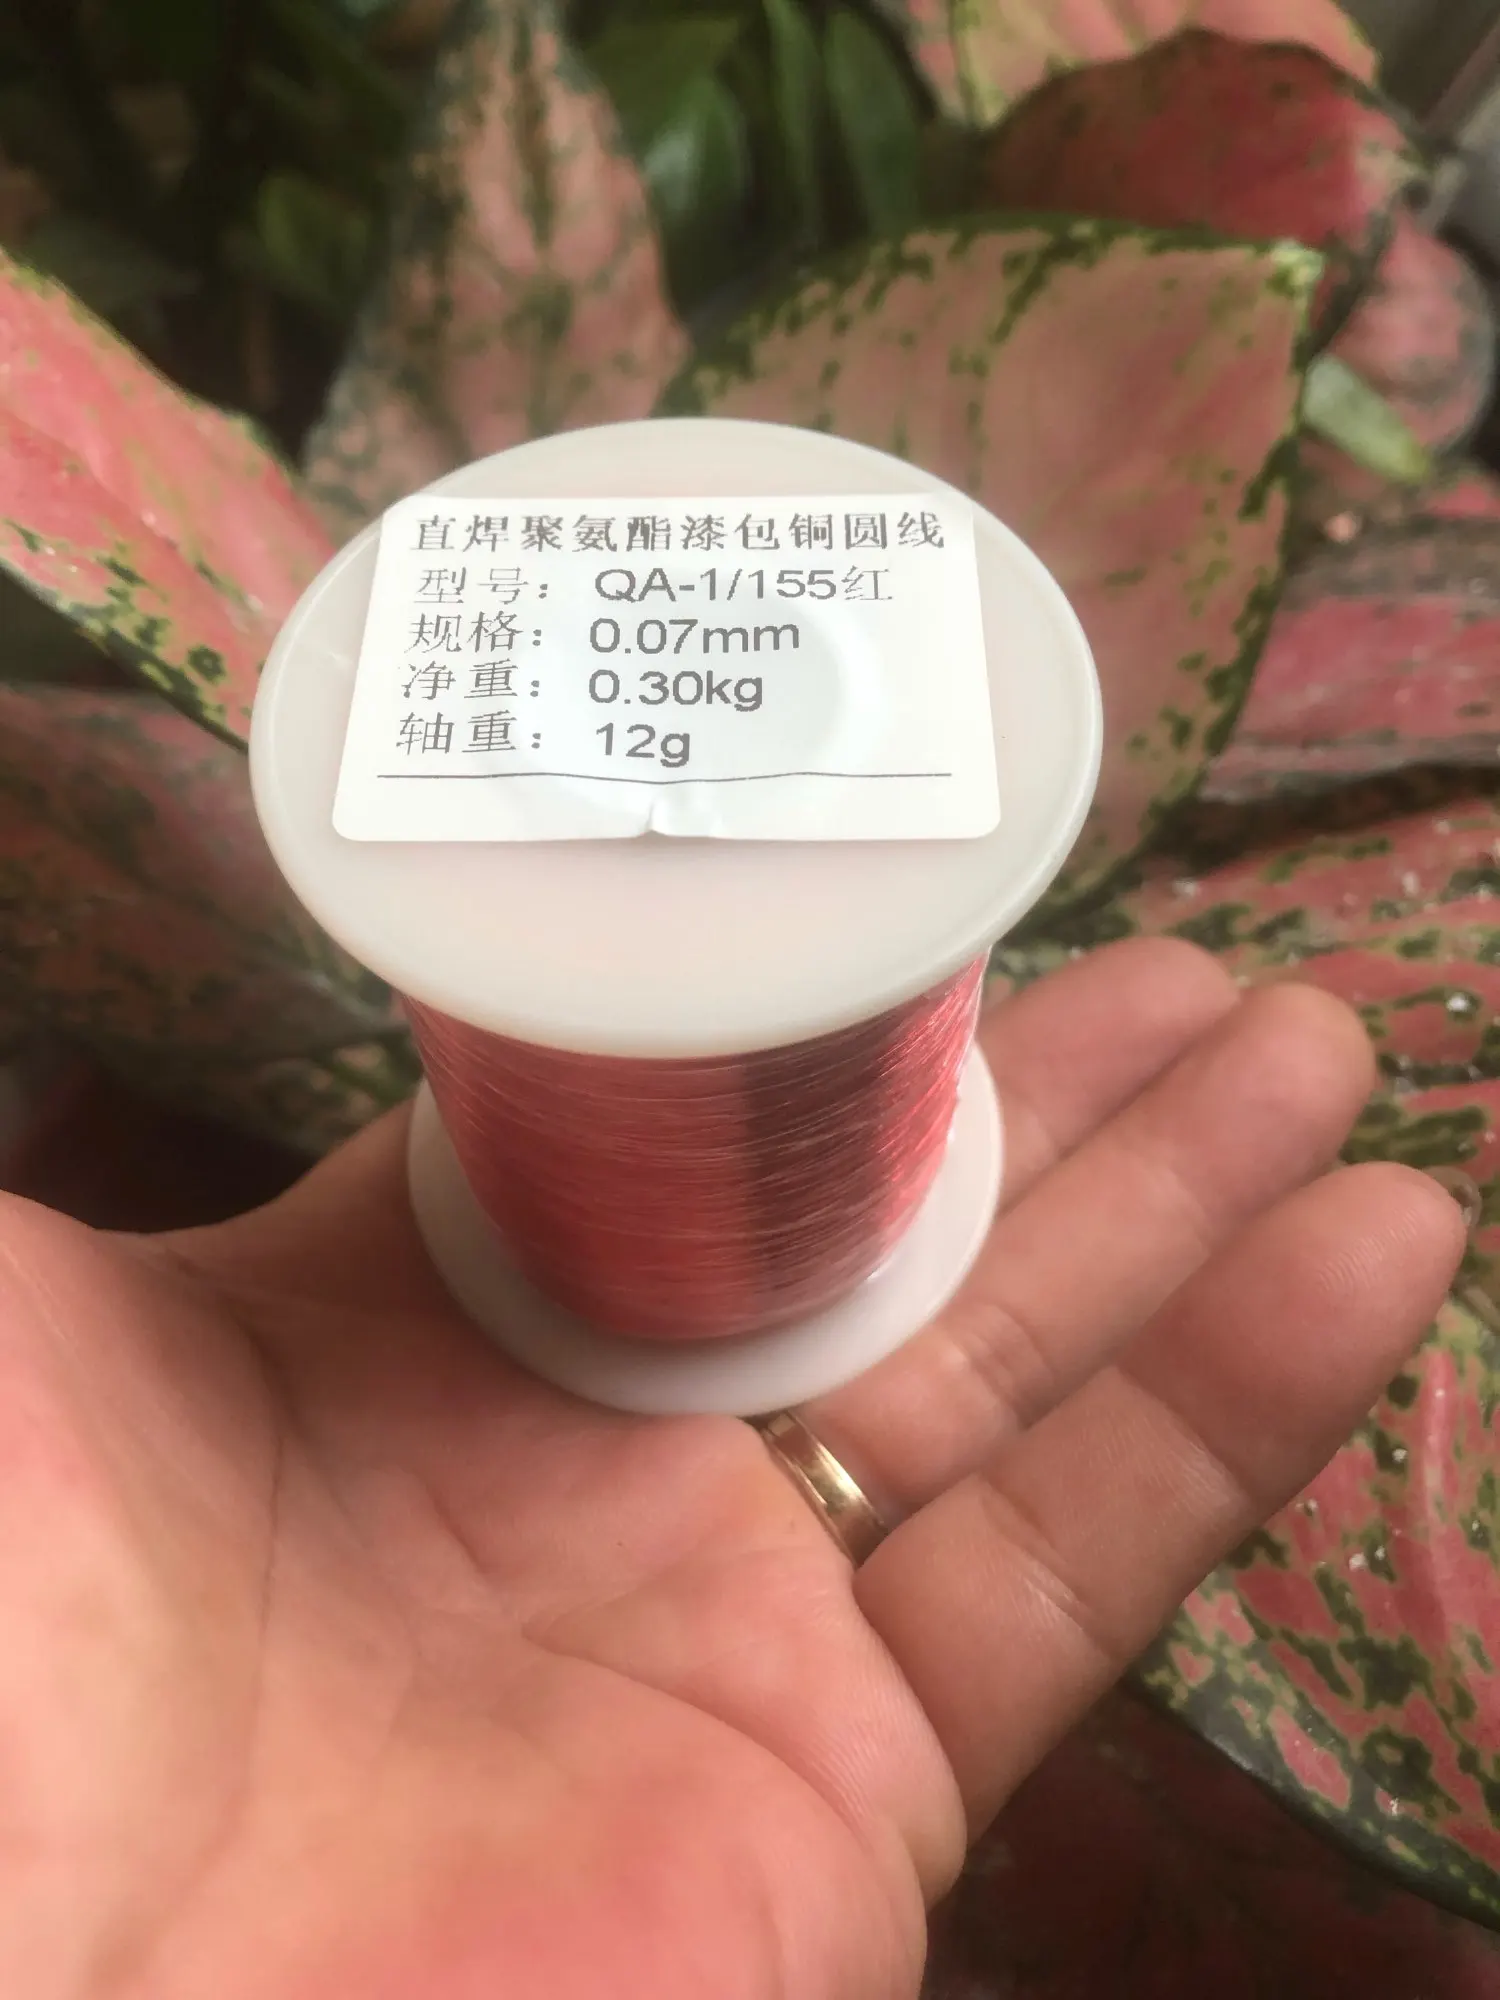 直焊聚氨酯漆包铜圆线
型号：QA-1/155红
规格：0.07mm
净重：0.30kg
轴重：12g